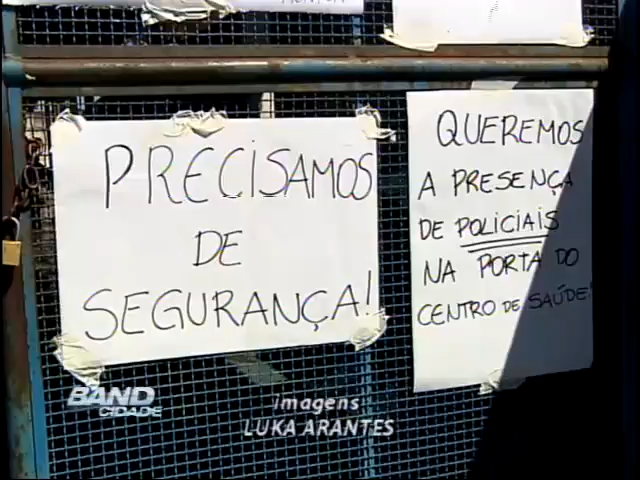 PRECISAMOS
DE
SEGURANÇA!
QUEREMOS
A PRESENÇA
DE POLICIAIS
NA PORTA DO
CENTRO DE SAÚDE!
BAND
CIDADE
imagens
LUKA ARANTES